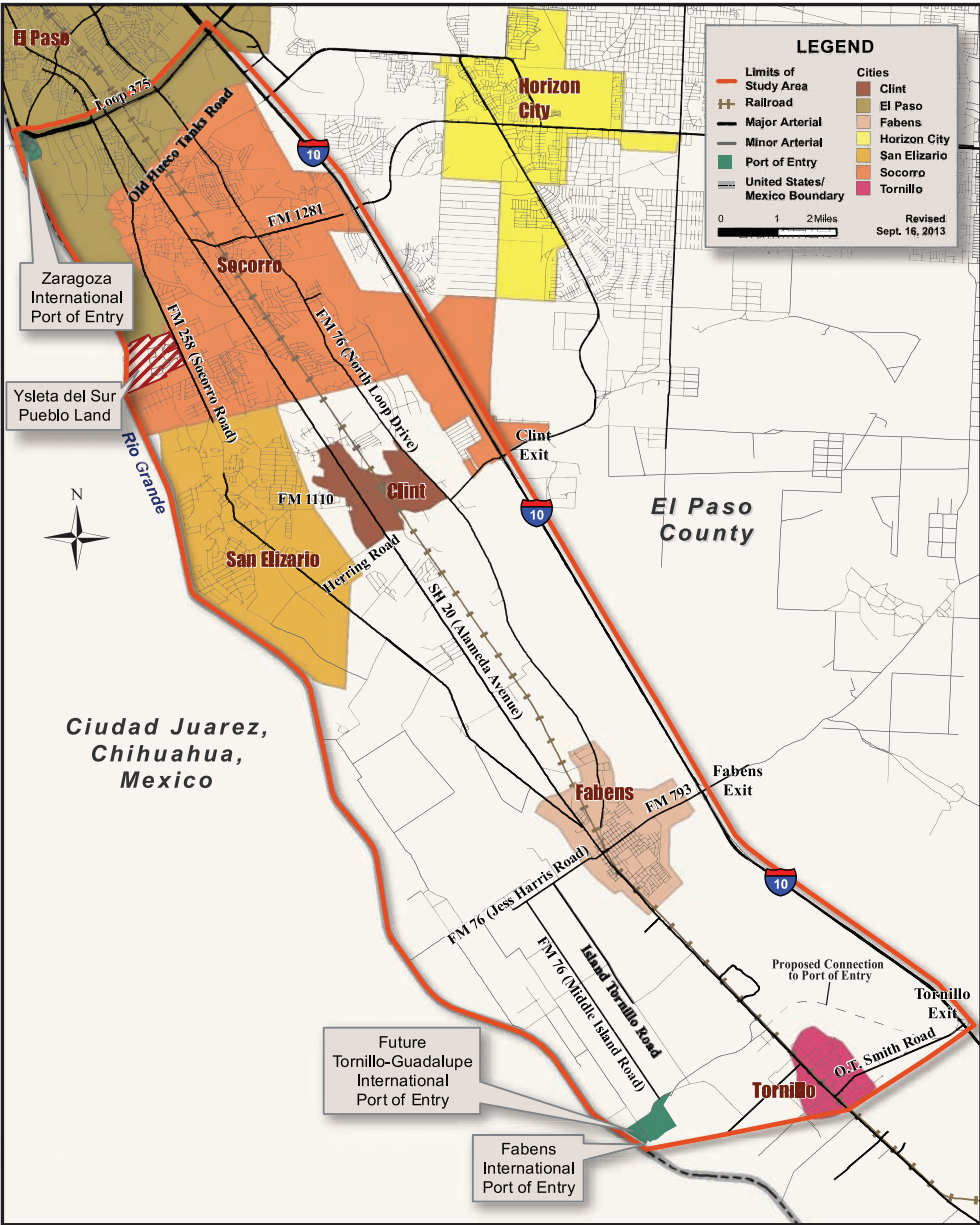 El Paso
Loop 375
Old Hueco Tanks Road
10
Horizon
City
LEGEND
Limits of
Study Area
Railroad
Major Arterial
Minor Arterial
Port of Entry
United States/
Mexico Boundary
Cities
Clint
El Paso
Fabens
Horizon City
San Elizario
Socorro
Tornillo
0 1 2 Miles
Revised
Sept. 16, 2013
FM 1281
Socorro
Zaragoza
International
Port of Entry
FM 258 (Socorro Road)
FM 76 (North Loop Drive)
Ysleta del Sur
Pueblo Land
Rio Grande
Clint
Exit
N
FM 1110
Clint
10
El Paso
County
San Elizario
Herring Road
SH 20 (Alameda Avenue)
Ciudad Juarez,
Chihuahua,
Mexico
Fabens
FM 793
Fabens
Exit
10
FM 76 (Jess Harris Road)
Island Tornillo Road
FM 76 (Middle Island Road)
Proposed Connection
to Port of Entry
Tornillo
Exit
O.T. Smith Road
Tornillo
Future
Tornillo-Guadalupe
International
Port of Entry
Fabens
International
Port of Entry